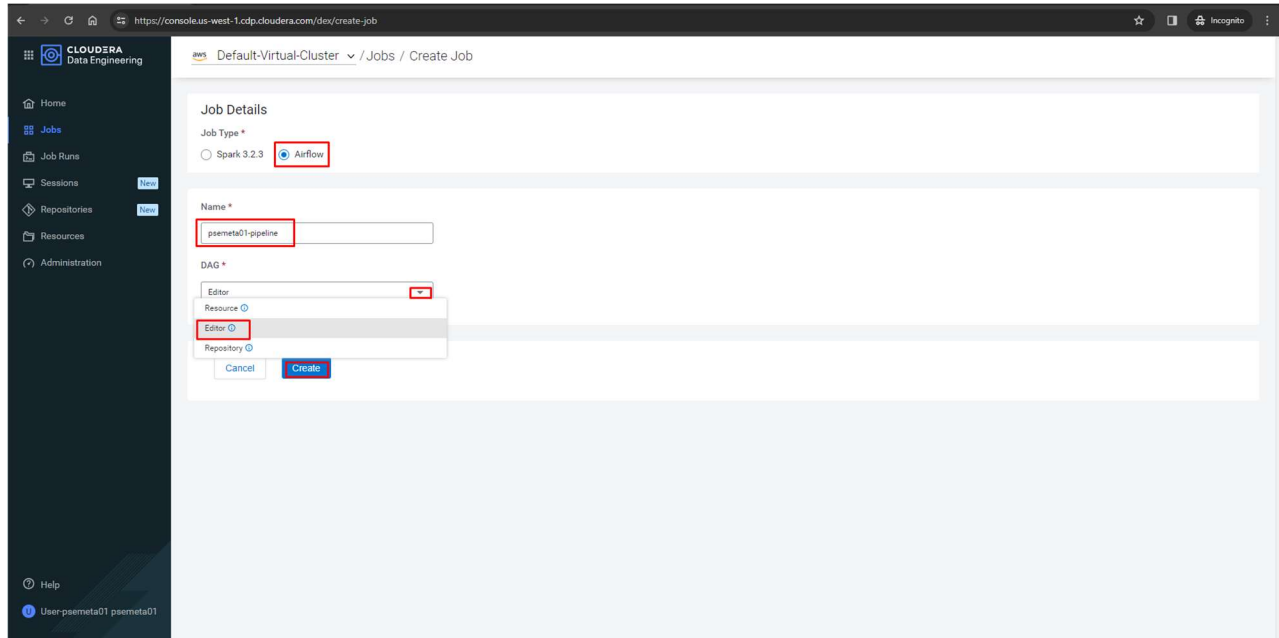 https://console.us-west-1.cdp.cloudera.com/dex/create-job
Incognito
CLOUDERA
Data Engineering
aws Default-Virtual-Cluster / Jobs / Create Job
Home
Jobs
Job Runs
Sessions New
Repositories New
Resources
Administration
Job Details
Job Type *
Spark 3.2.3 Airflow
Name *
psemeta01-pipeline
DAG *
Editor
Resource
Editor
Repository
Cancel Create
Help
U User-psemeta01 psemeta01